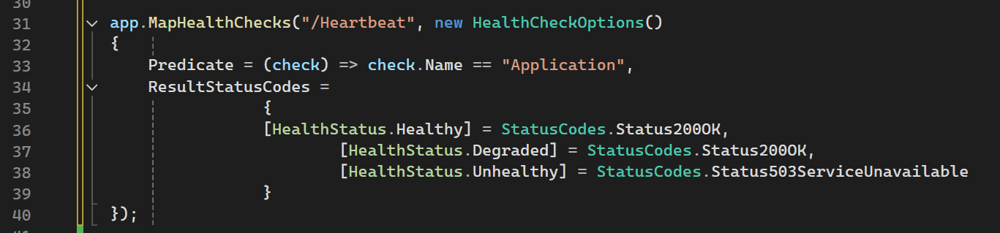 30
31 app.MapHealthChecks("/Heartbeat", new HealthCheckOptions()
32 {
33 Predicate = (check) => check.Name == "Application",
34 ResultStatusCodes =
35 {
36 [HealthStatus.Healthy] = StatusCodes.Status200OK,
37 [HealthStatus.Degraded] = StatusCodes.Status200OK,
38 [HealthStatus.Unhealthy] = StatusCodes.Status503ServiceUnavailable
39 }
40 });
41